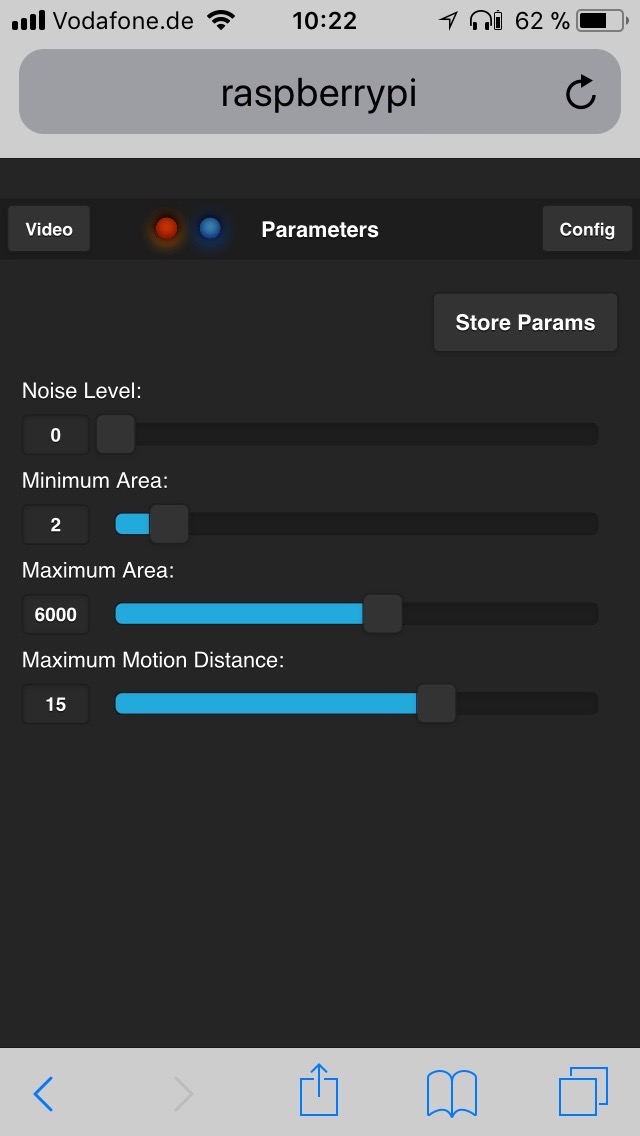 Vodafone.de 10:22 62 %
raspberrypi
Video Parameters Config
Store Params
Noise Level:
0
Minimum Area:
2
Maximum Area:
6000
Maximum Motion Distance:
15